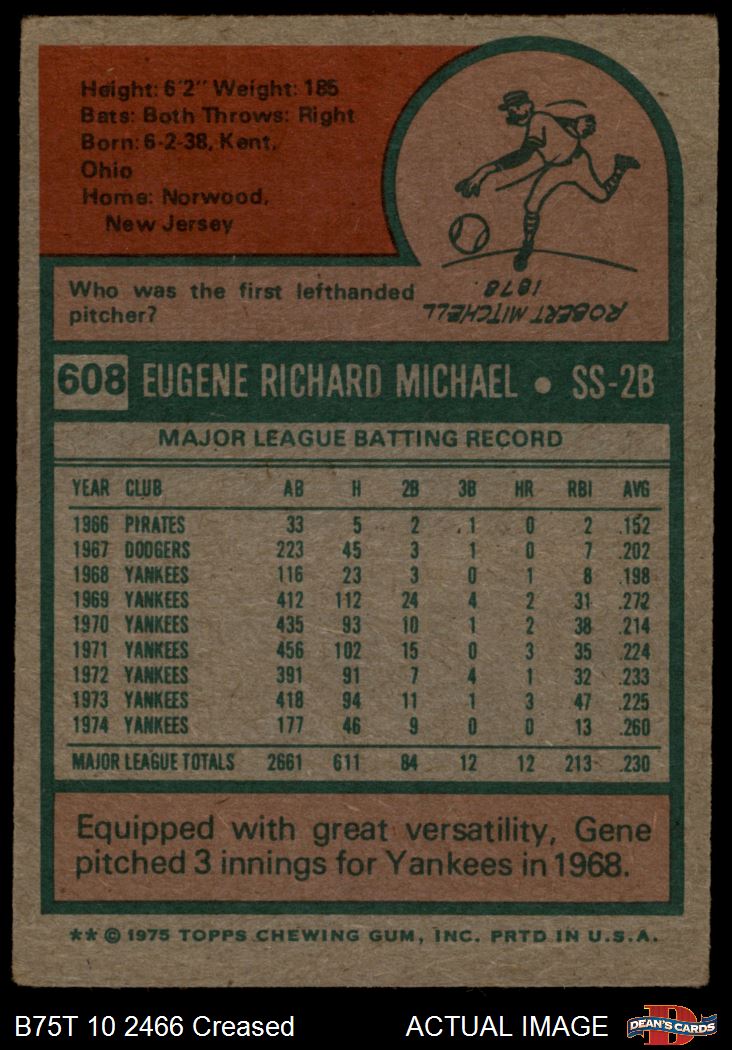 Height: 6'2" Weight: 185
Bats: Both Throws: Right
Born: 6-2-38, Kent,
Ohio
Home: Norwood,
New Jersey
Who was the first lefthanded
pitcher?
ROBERT MITCHELL
1878
608 EUGENE RICHARD MICHAEL • SS-2B
MAJOR LEAGUE BATTING RECORD
YEAR CLUB AB H 2B 3B HR RBI AVG
1966 PIRATES 33 5 2 1 0 2 .152
1967 DODGERS 223 45 3 1 0 7 .202
1968 YANKEES 116 23 3 0 1 8 .198
1969 YANKEES 412 112 24 4 2 31 .272
1970 YANKEES 435 93 10 1 2 38 .214
1971 YANKEES 456 102 15 0 3 35 .224
1972 YANKEES 391 91 7 4 1 32 .233
1973 YANKEES 418 94 11 1 3 47 .225
1974 YANKEES 177 46 9 0 0 13 .260
MAJOR LEAGUE TOTALS 2661 611 84 12 12 213 .230
Equipped with great versatility, Gene
pitched 3 innings for Yankees in 1968.
** © 1975 TOPPS CHEWING GUM, INC. PRTD IN U.S.A.
B75T 10 2466 Creased ACTUAL IMAGE
D
DEAN'S CARDS